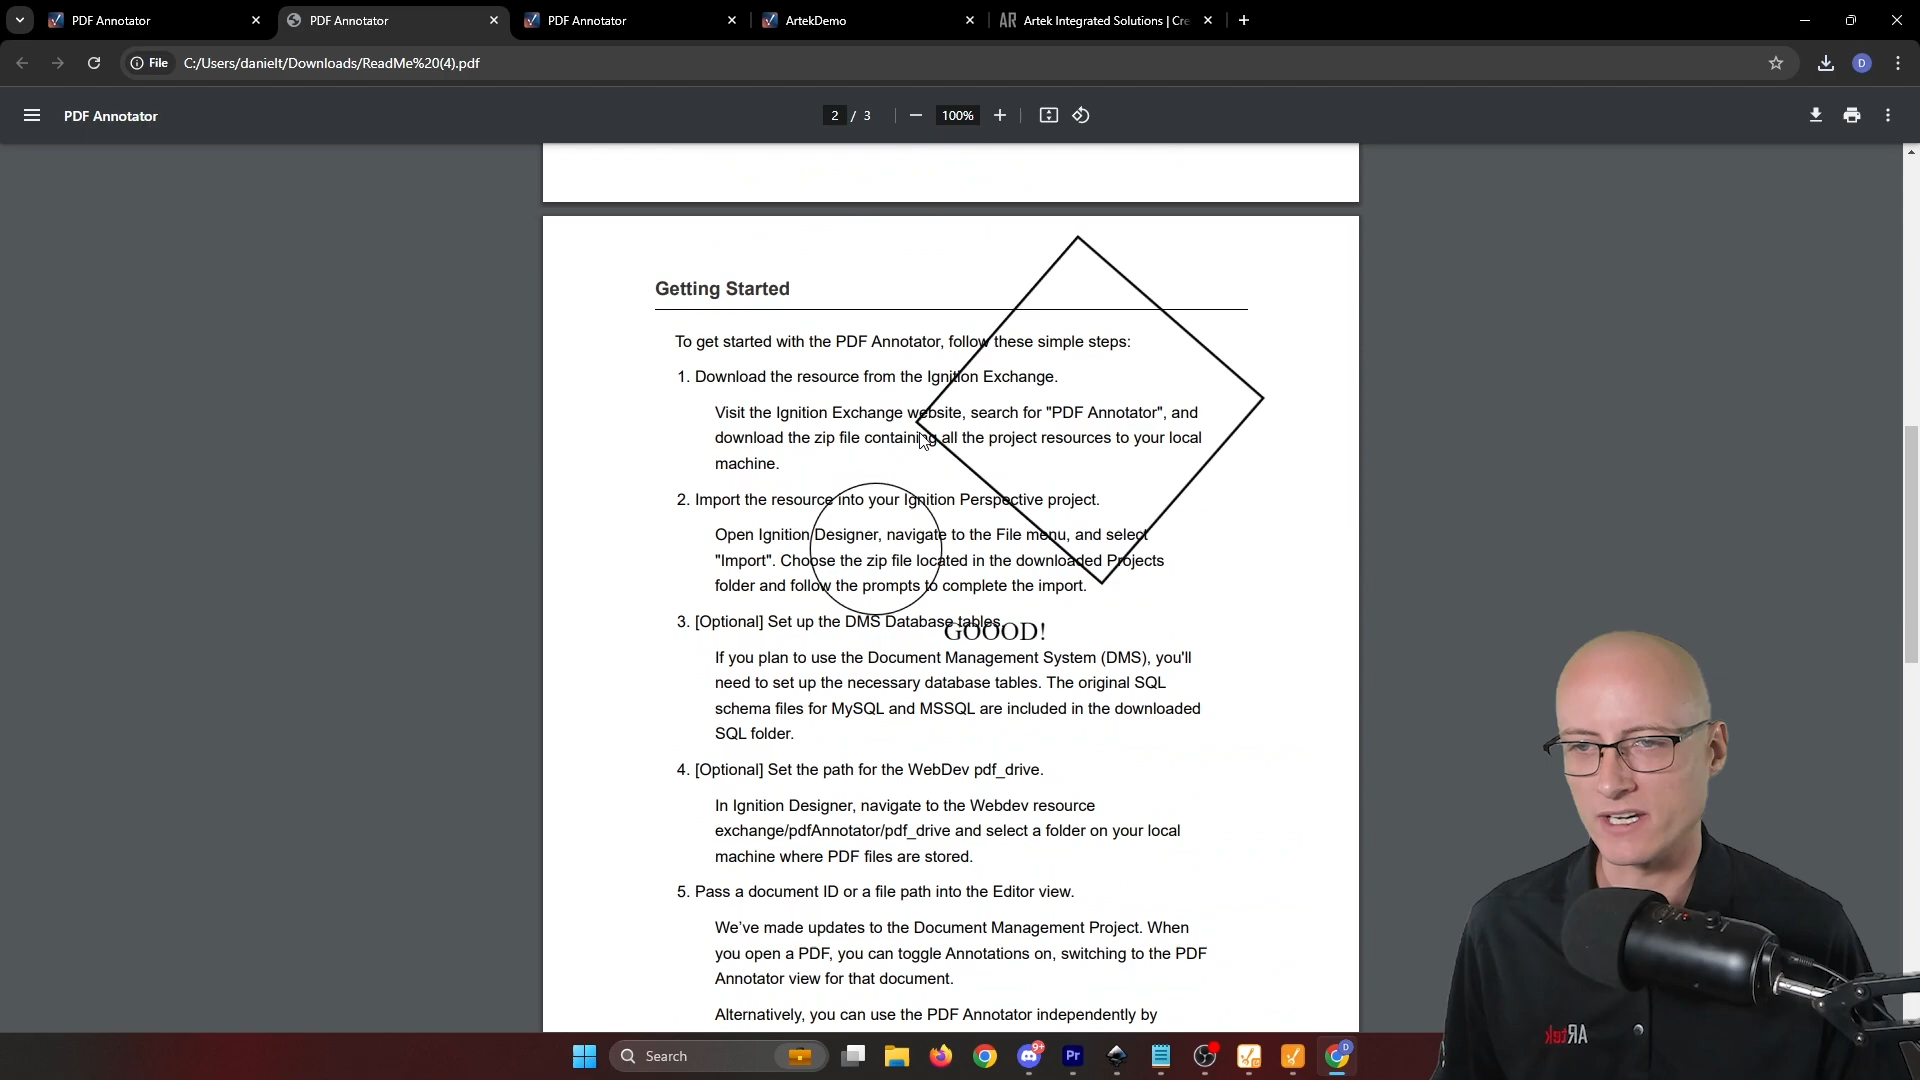 PDF Annotator
PDF Annotator
PDF Annotator
ArtekDemo
Artek Integrated Solutions | Cre
File
C:/Users/danielt/Downloads/ReadMe%20(4).pdf
D
PDF Annotator
2 / 3
100%
Getting Started
To get started with the PDF Annotator, follow these simple steps:
1. Download the resource from the Ignition Exchange.
Visit the Ignition Exchange website, search for "PDF Annotator", and
download the zip file containing all the project resources to your local
machine.
2. Import the resource into your Ignition Perspective project.
Open Ignition Designer, navigate to the File menu, and select
"Import". Choose the zip file located in the downloaded Projects
folder and follow the prompts to complete the import.
3. [Optional] Set up the DMS Database tables.
GOOOD!
If you plan to use the Document Management System (DMS), you'll
need to set up the necessary database tables. The original SQL
schema files for MySQL and MSSQL are included in the downloaded
SQL folder.
4. [Optional] Set the path for the WebDev pdf_drive.
In Ignition Designer, navigate to the Webdev resource
exchange/pdfAnnotator/pdf_drive and select a folder on your local
machine where PDF files are stored.
5. Pass a document ID or a file path into the Editor view.
We've made updates to the Document Management Project. When
you open a PDF, you can toggle Annotations on, switching to the PDF
Annotator view for that document.
Alternatively, you can use the PDF Annotator independently by
ARtek
Search
9+
Pr
D